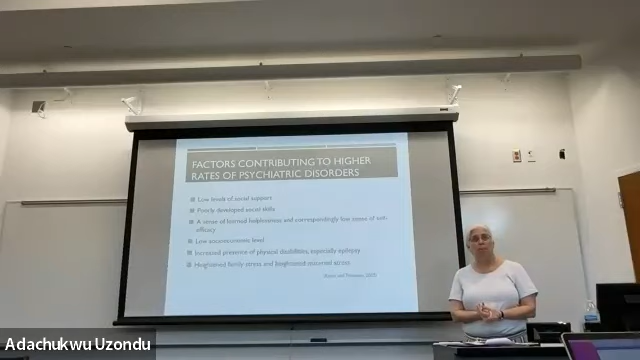 FACTORS CONTRIBUTING TO HIGHER
RATES OF PSYCHIATRIC DISORDERS
Low levels of social support
Poorly developed social skills
A sense of learned helplessness and correspondingly low sense of self-
efficacy
Low socioeconomic level
Increased presence of physical disabilities, especially epilepsy
Heightened family stress and heightened maternal stress
Adachukwu Uzondu